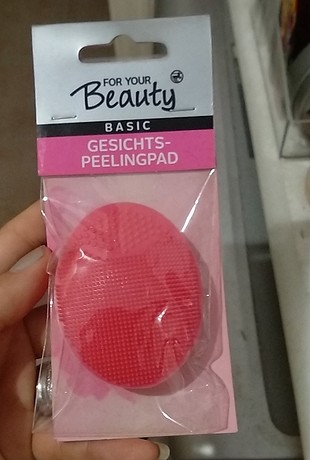 FOR YOUR
Beauty
BASIC
GESICHTS-
PEELINGPAD